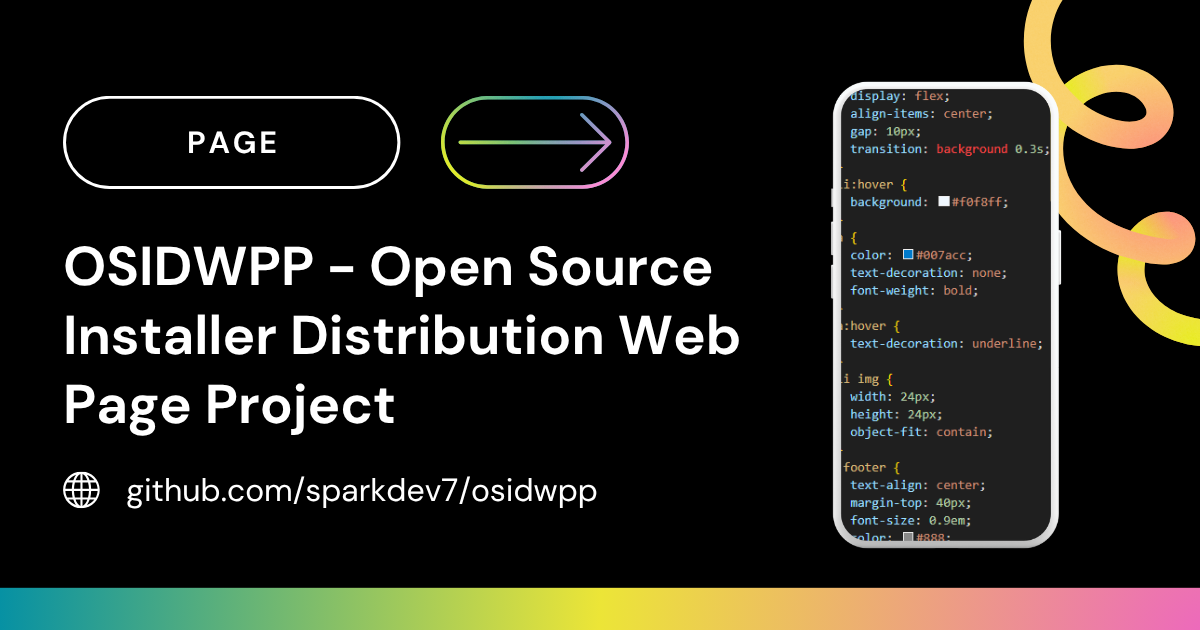 PAGE
OSIDWPP - Open Source
Installer Distribution Web
Page Project
github.com/sparkdev7/osidwpp
display: flex;
align-items: center;
gap: 10px;
transition: background 0.3s;
i:hover {
background: #f0f8ff;
{
color: #007acc;
text-decoration: none;
font-weight: bold;
:hover {
text-decoration: underline;
i img {
width: 24px;
height: 24px;
object-fit: contain;
footer {
text-align: center;
margin-top: 40px;
font-size: 0.9em;
color: #888;